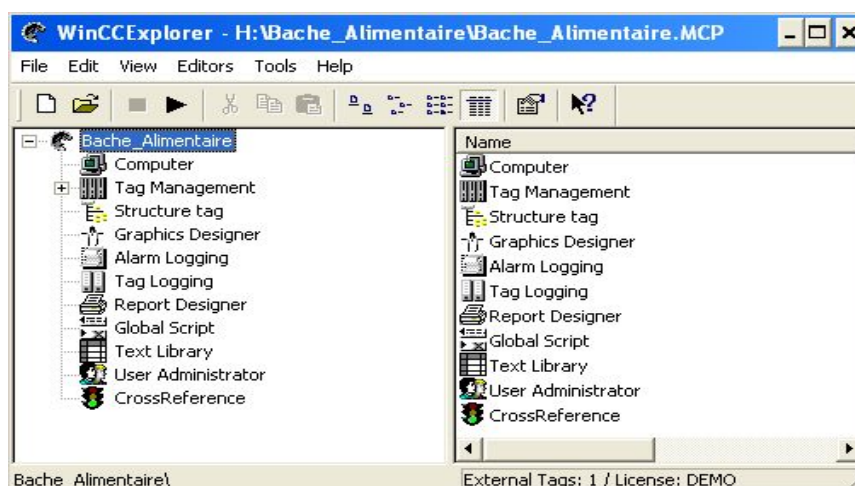 WinCCExplorer - H:\Bache_Alimentaire\Bache_Alimentaire.MCP
File Edit View Editors Tools Help
Bache_Alimentaire
Computer
Tag Management
Structure tag
Graphics Designer
Alarm Logging
Tag Logging
Report Designer
Global Script
Text Library
User Administrator
CrossReference
Name
Computer
Tag Management
Structure tag
Graphics Designer
Alarm Logging
Tag Logging
Report Designer
Global Script
Text Library
User Administrator
CrossReference
Bache_Alimentaire\
External Tags: 1 / License: DEMO